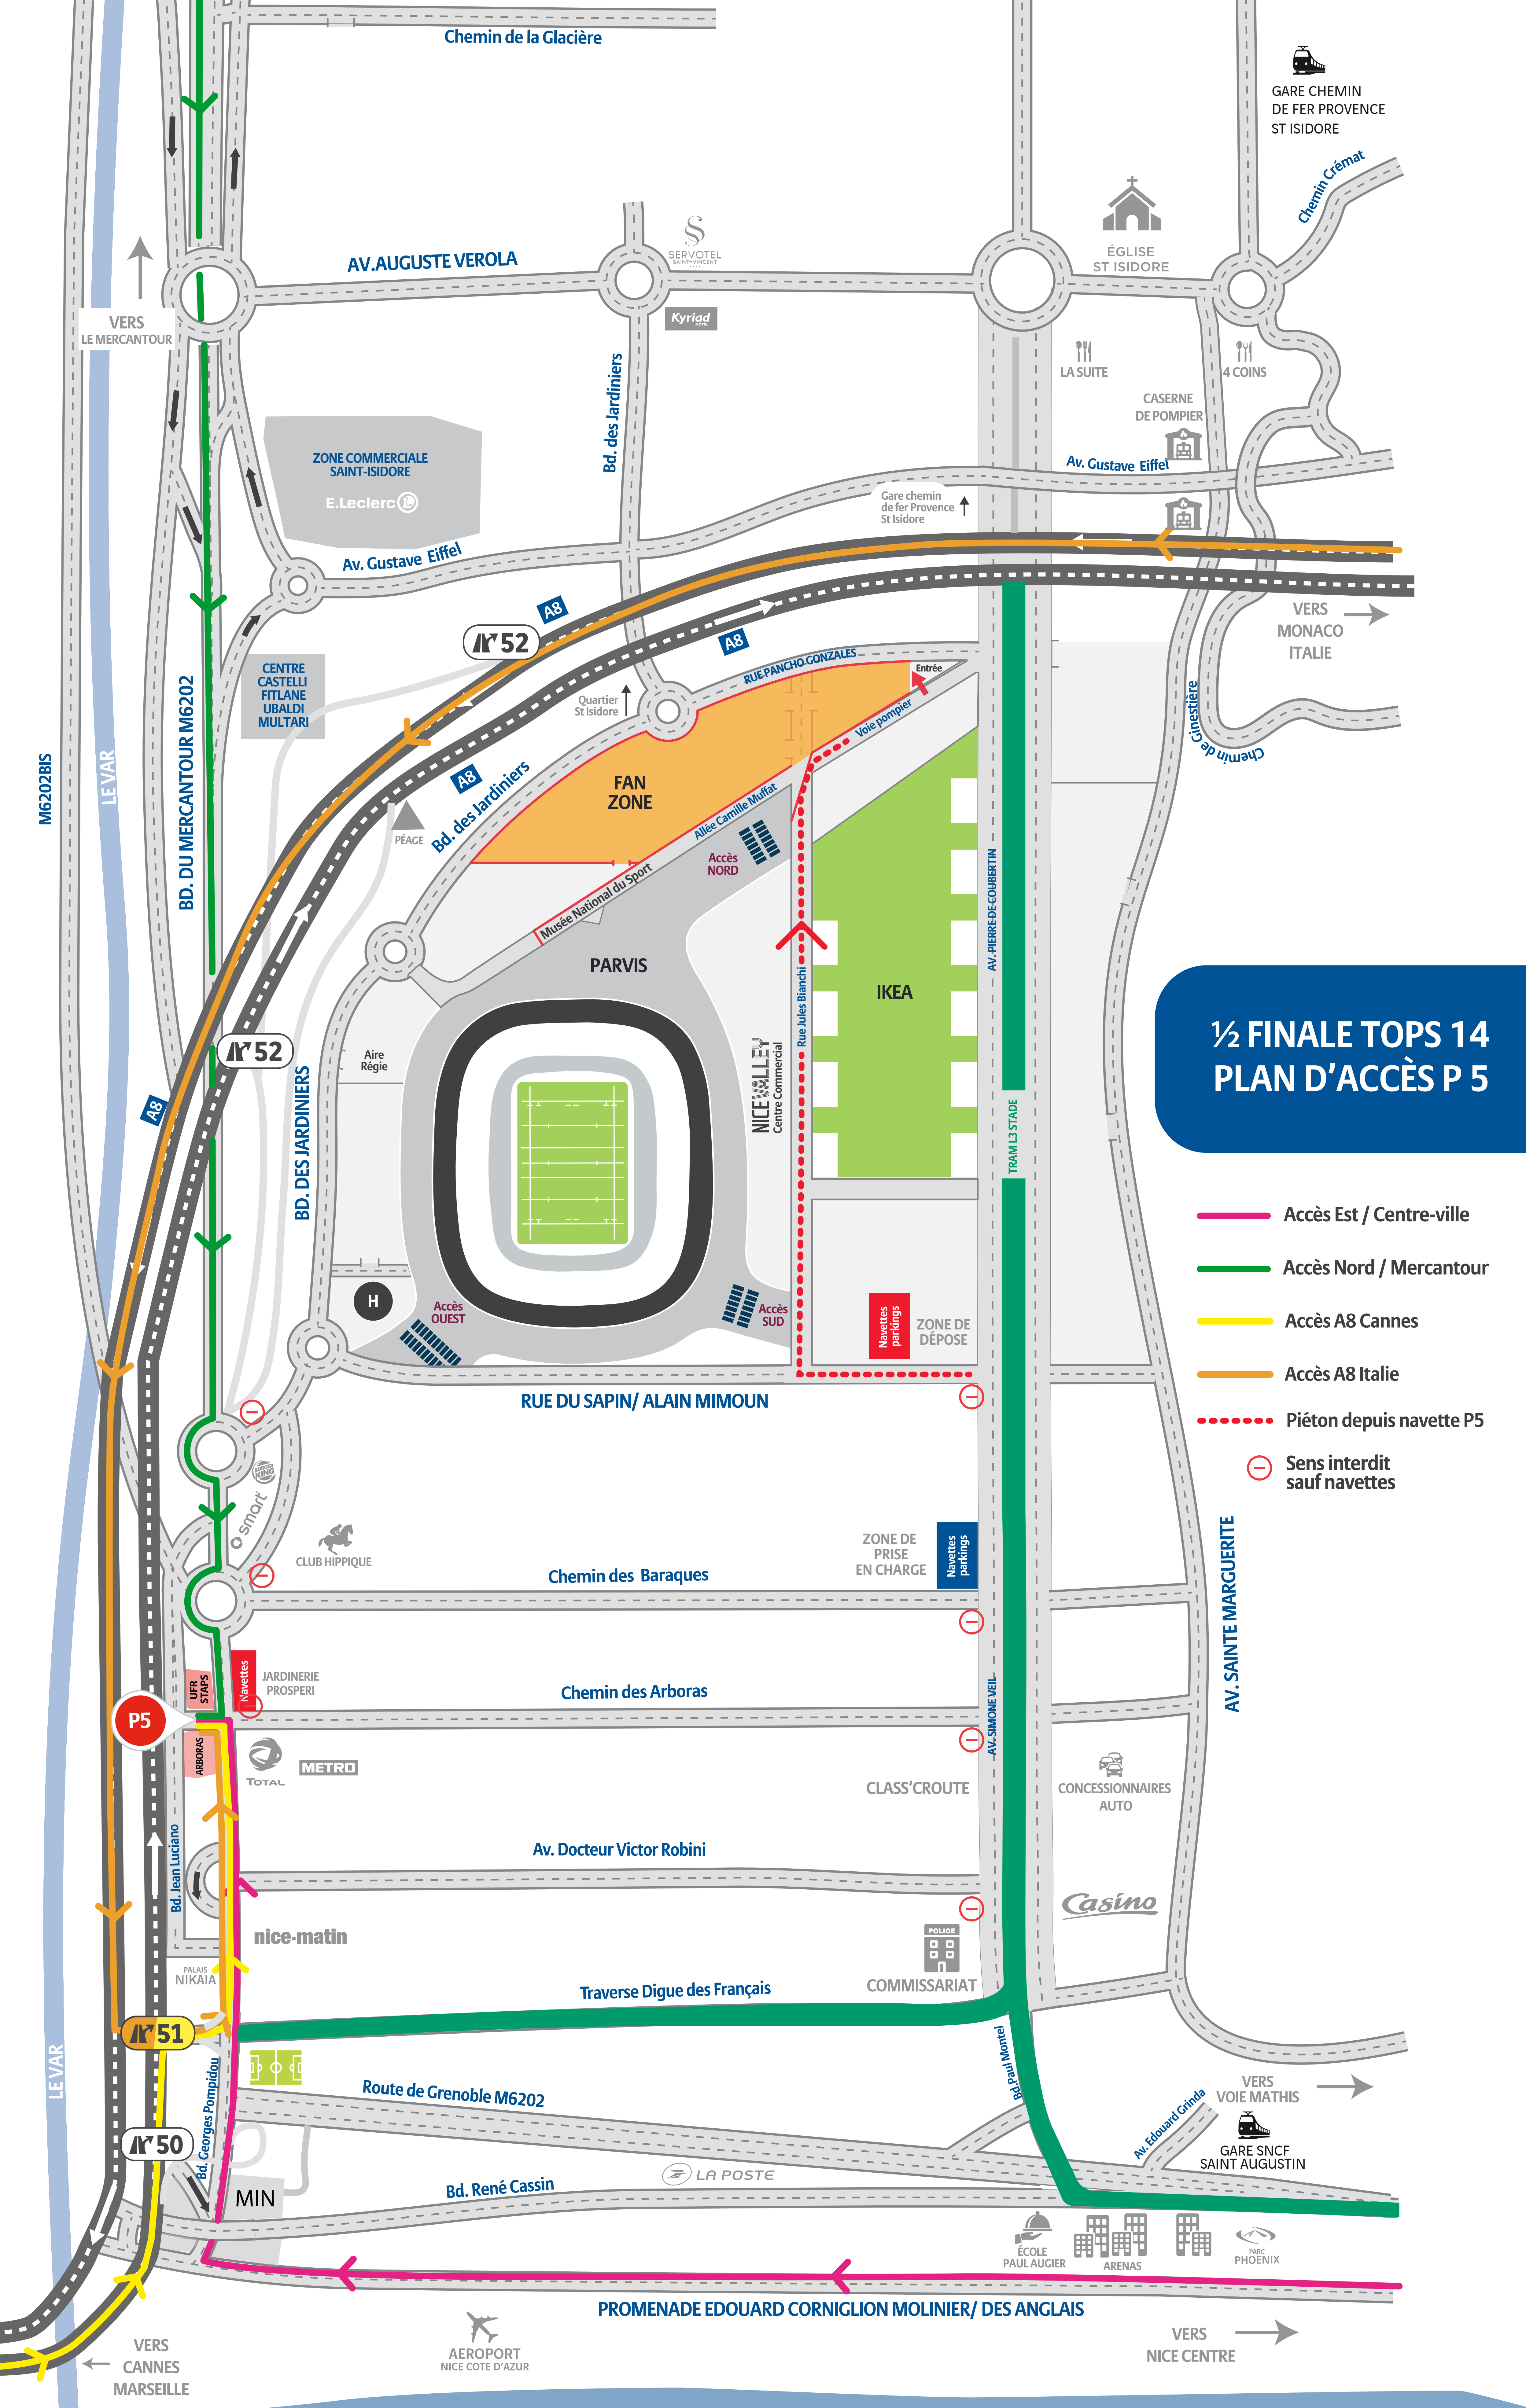 Chemin de la Glacière
GARE CHEMIN
DE FER PROVENCE
ST ISIDORE
Chemin Crémat
ÉGLISE
ST ISIDORE
SERVOTEL
SAINT-VINCENT
AV.AUGUSTE VEROLA
Kyriad
HOTEL
VERS
LE MERCANTOUR
Bd. des Jardiniers
LA SUITE
4 COINS
CASERNE
DE POMPIER
ZONE COMMERCIALE
SAINT-ISIDORE
E.Leclerc L
Av. Gustave Eiffel
Gare chemin
de fer Provence
St Isidore
Av. Gustave Eiffel
A8
52
A8
VERS
MONACO
ITALIE
CENTRE
CASTELLI
FITLANE
UBALDI
MULTARI
RUE PANCHO GONZALES
Entrée
Quartier
St Isidore
Voie pompier
Chemin de Ginestière
M6202BIS
LE VAR
BD. DU MERCANTOUR M6202
A8
PÉAGE
Bd. des Jardiniers
FAN
ZONE
Allée Camille Muffat
Accès
NORD
Musée National du Sport
PARVIS
Rue Jules Bianchi
IKEA
AV. PIERRE DE COUBERTIN
½ FINALE TOPS 14
PLAN D'ACCÈS P 5
52
A8
Aire
Régie
BD. DES JARDINIERS
NICEVALLEY
Centre Commercial
TRAM L3 STADE
Accès Est / Centre-ville
Accès Nord / Mercantour
Accès A8 Cannes
Accès A8 Italie
Piéton depuis navette P5
Sens interdit
sauf navettes
H
Accès
OUEST
Accès
SUD
Navettes
parkings
ZONE DE
DÉPOSE
RUE DU SAPIN/ ALAIN MIMOUN
BURGER
KING
smart
CLUB HIPPIQUE
ZONE DE
PRISE
EN CHARGE
Navettes
parkings
Chemin des Baraques
AV. SAINTE MARGUERITE
UFR
STAPS
Navettes
JARDINERIE
PROSPERI
Chemin des Arboras
AV. SIMONE VEIL
P5
ARBORAS
TOTAL
METRO
CLASS'CROUTE
CONCESSIONNAIRES
AUTO
Bd. Jean Luciano
Av. Docteur Victor Robini
Casino
nice-matin
POLICE
COMMISSARIAT
PALAIS
NIKAIA
Traverse Digue des Français
51
LE VAR
Bd. Georges Pompidou
Bd. Paul Montel
Route de Grenoble M6202
VERS
VOIE MATHIS
Av. Edouard Grinda
GARE SNCF
SAINT AUGUSTIN
50
MIN
Bd. René Cassin
LA POSTE
ÉCOLE
PAUL AUGIER
ARENAS
PARC
PHOENIX
PROMENADE EDOUARD CORNIGLION MOLINIER/ DES ANGLAIS
VERS
CANNES
MARSEILLE
AEROPORT
NICE COTE D'AZUR
VERS
NICE CENTRE